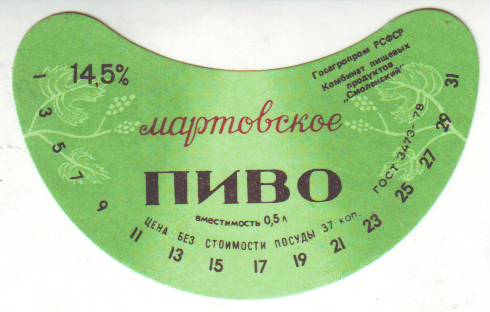 14,5%
Госагропром РСФСР
Комбинат пищевых
продуктов
„Смоленский"
мартовское
ПИВО
вместимость 0,5 л
ЦЕНА БЕЗ СТОИМОСТИ ПОСУДЫ 37 коп.
ГОСТ 3473-78
1 3 5 7 9 11 13 15 17 19 21 23 25 27 29 31